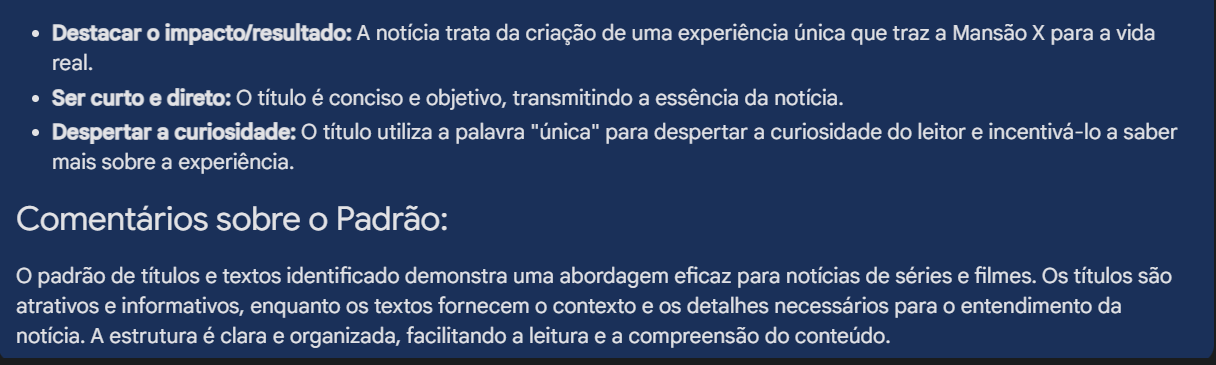 • Destacar o impacto/resultado: A notícia trata da criação de uma experiência única que traz a Mansão X para a vida
real.
• Ser curto e direto: O título é conciso e objetivo, transmitindo a essência da notícia.
• Despertar a curiosidade: O título utiliza a palavra "única" para despertar a curiosidade do leitor e incentivá-lo a saber
mais sobre a experiência.
Comentários sobre o Padrão:
O padrão de títulos e textos identificado demonstra uma abordagem eficaz para notícias de séries e filmes. Os títulos são
atrativos e informativos, enquanto os textos fornecem o contexto e os detalhes necessários para o entendimento da
notícia. A estrutura é clara e organizada, facilitando a leitura e a compreensão do conteúdo.